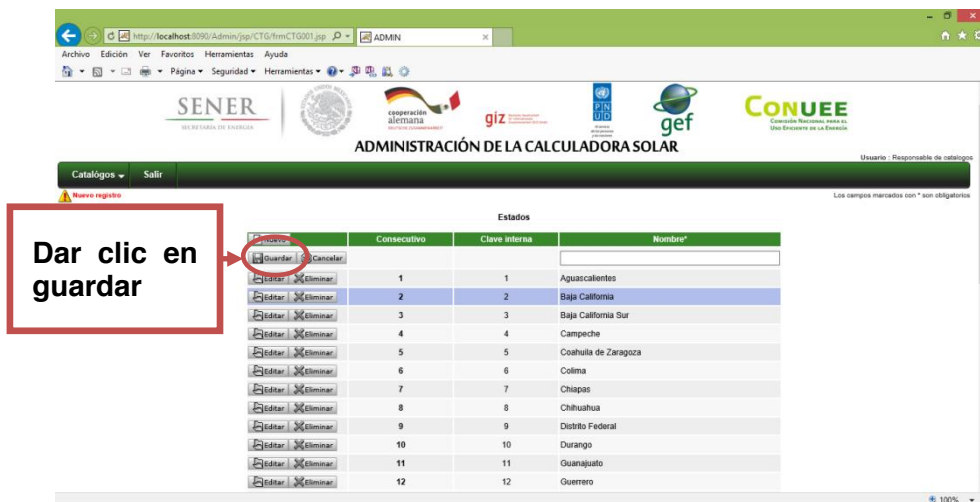 http://localhost:8090/Admin/jsp/CTG/frmCTG001.jsp
ADMIN
Archivo Edición Ver Favoritos Herramientas Ayuda
Página Seguridad Herramientas
SENER
SECRETARÍA DE ENERGÍA
cooperación
alemana
DEUTSCHE ZUSAMMENARBEIT
giz
PNUD
gef
CONUEE
COMISIÓN NACIONAL PARA EL
USO EFICIENTE DE LA ENERGÍA
ADMINISTRACIÓN DE LA CALCULADORA SOLAR
Usuario : Responsable de catalogos
Catalógos Salir
Nuevo registro
Los campos marcados con * son obligatorios
Estados
Nuevo Consecutivo Clave interna Nombre*
Guardar Cancelar
Editar Eliminar 1 1 Aguascalientes
Editar Eliminar 2 2 Baja California
Editar Eliminar 3 3 Baja California Sur
Editar Eliminar 4 4 Campeche
Editar Eliminar 5 5 Coahuila de Zaragoza
Editar Eliminar 6 6 Colima
Editar Eliminar 7 7 Chiapas
Editar Eliminar 8 8 Chihuahua
Editar Eliminar 9 9 Distrito Federal
Editar Eliminar 10 10 Durango
Editar Eliminar 11 11 Guanajuato
Editar Eliminar 12 12 Guerrero
Dar clic en
guardar
100%